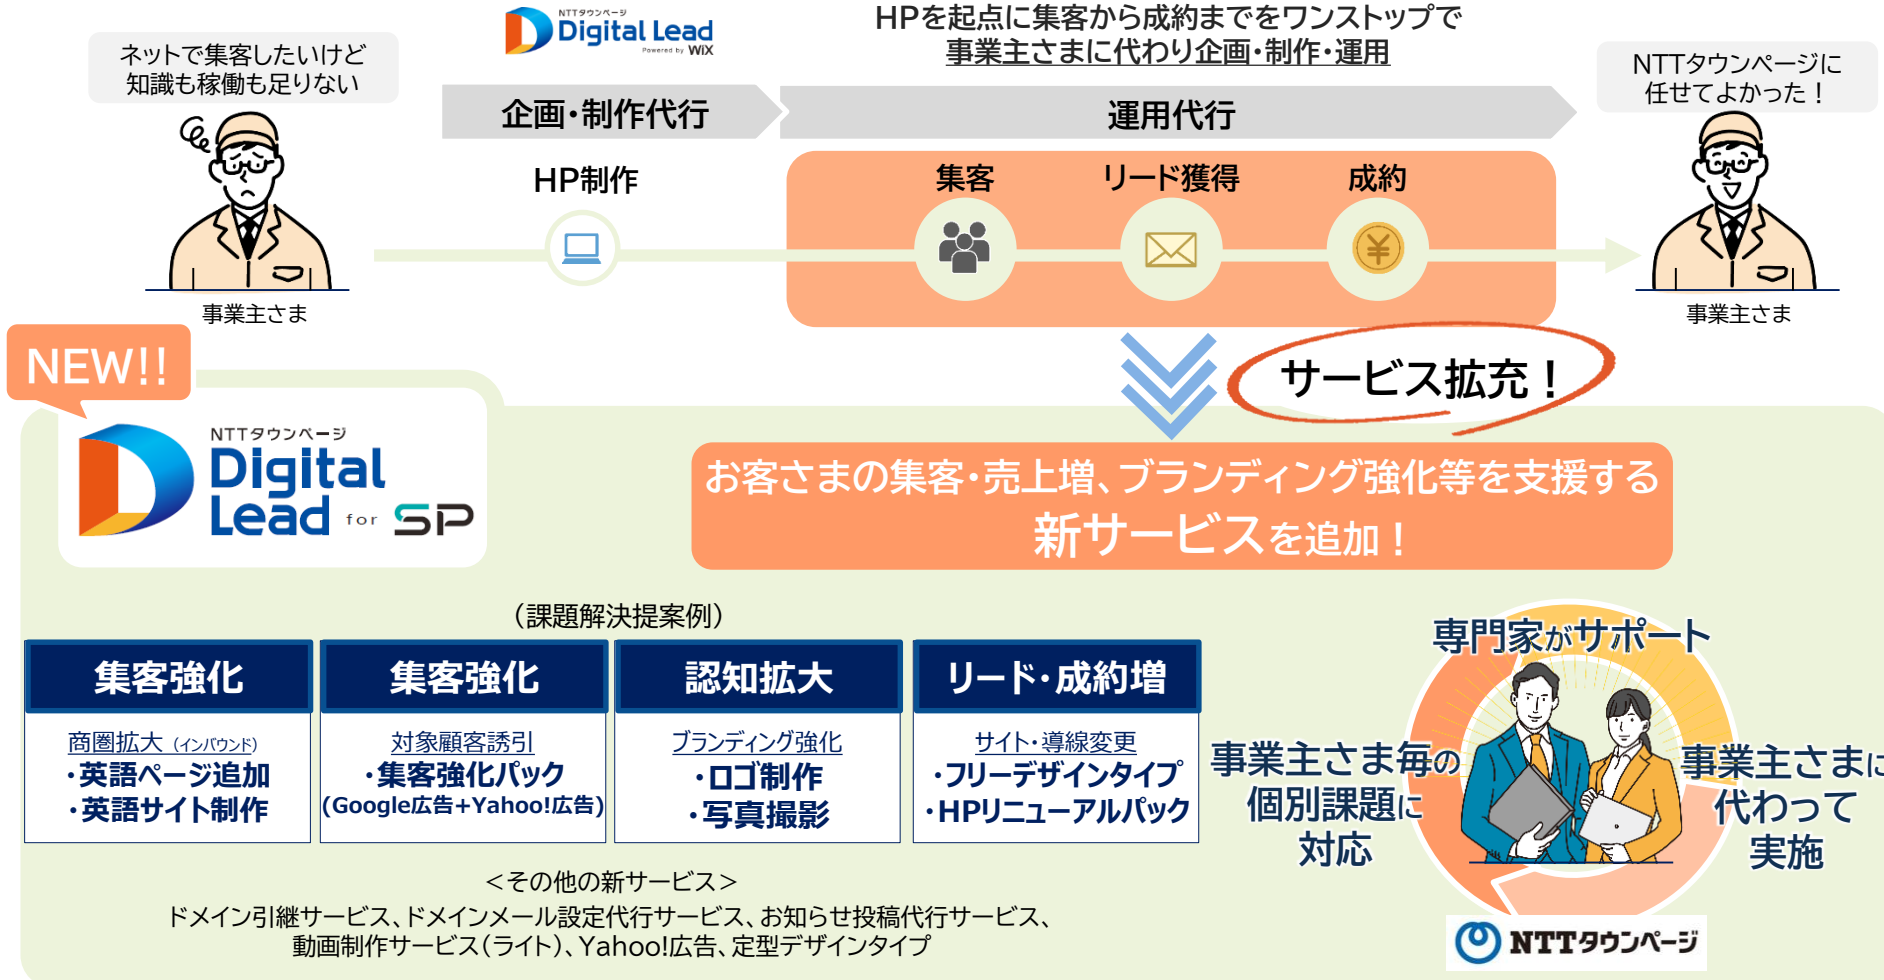 NTTタウンページ
Digital Lead
Powered by WiX
HPを起点に集客から成約までをワンストップで
事業主さまに代わり企画・制作・運用
ネットで集客したいけど
知識も稼働も足りない
NTTタウンページに
任せてよかった！
企画・制作代行
運用代行
HP制作
集客
リード獲得
成約
事業主さま
事業主さま
NEW!!
サービス拡充！
NTTタウンページ
Digital
Lead for SP
お客さまの集客・売上増、ブランディング強化等を支援する
新サービスを追加！
（課題解決提案例）
集客強化
商圏拡大（インバウンド）
・英語ページ追加
・英語サイト制作
集客強化
対象顧客誘引
・集客強化パック
(Google広告+Yahoo!広告)
認知拡大
ブランディング強化
・ロゴ制作
・写真撮影
リード・成約増
サイト・導線変更
・フリーデザインタイプ
・HPリニューアルパック
専門家がサポート
事業主さま毎の
個別課題に
対応
事業主さまに
代わって
実施
NTTタウンページ
＜その他の新サービス＞
ドメイン引継サービス、ドメインメール設定代行サービス、お知らせ投稿代行サービス、
動画制作サービス（ライト）、Yahoo!広告、定型デザインタイプ